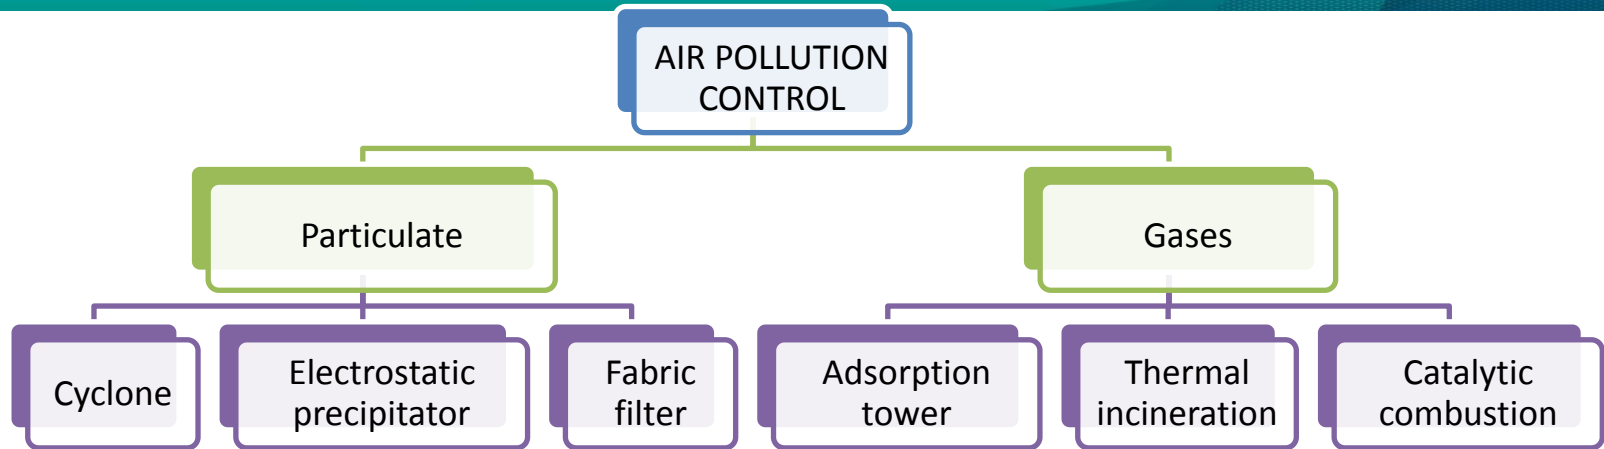 AIR POLLUTION
CONTROL
Particulate
Gases
Cyclone
Electrostatic
precipitator
Fabric
filter
Adsorption
tower
Thermal
incineration
Catalytic
combustion